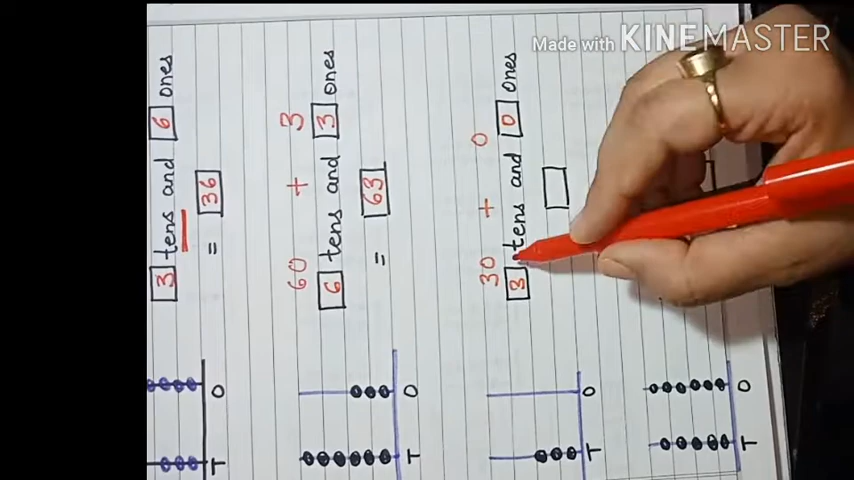 3 tens and 6 ones
= 36
60 + 3
6 tens and 3 ones
= 63
T O
30 + 0
3 tens and 0 ones
T O
T O
T O
Made with KINEMASTER